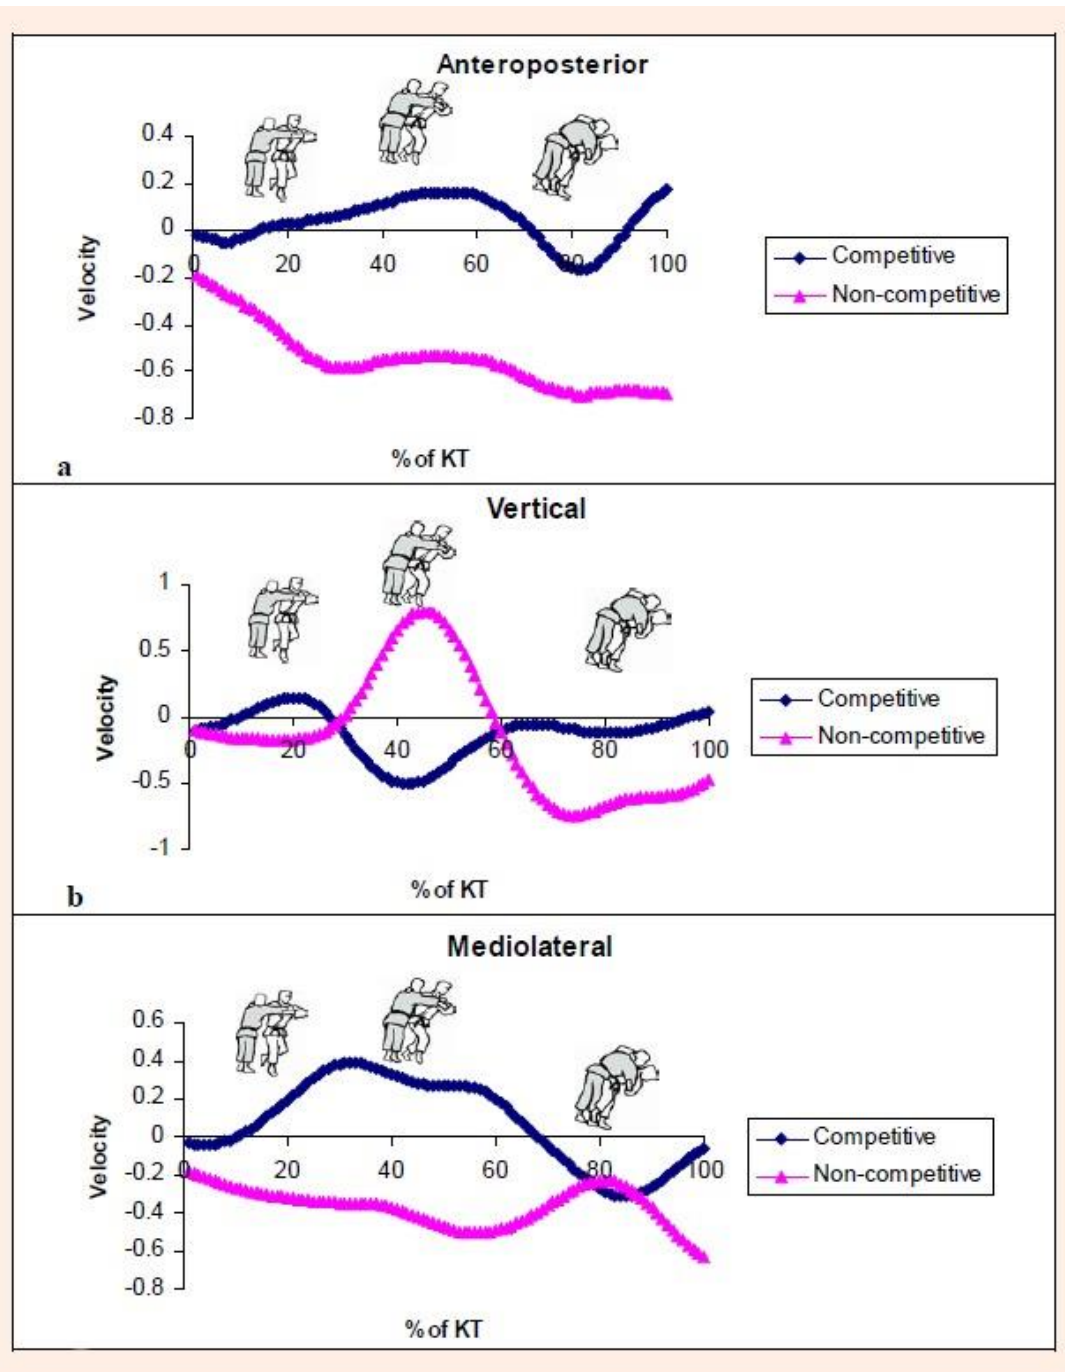 Anteroposterior
0.4
0.2
0
-0.2
-0.4
-0.6
-0.8
0 20 40 60 80 100
Velocity
% of KT
Competitive
Non-competitive
a
Vertical
1
0.5
0
-0.5
-1
0 20 40 60 80 100
Velocity
% of KT
Competitive
Non-competitive
b
Mediolateral
0.6
0.4
0.2
0
-0.2
-0.4
-0.6
-0.8
0 20 40 60 80 100
Velocity
% of KT
Competitive
Non-competitive